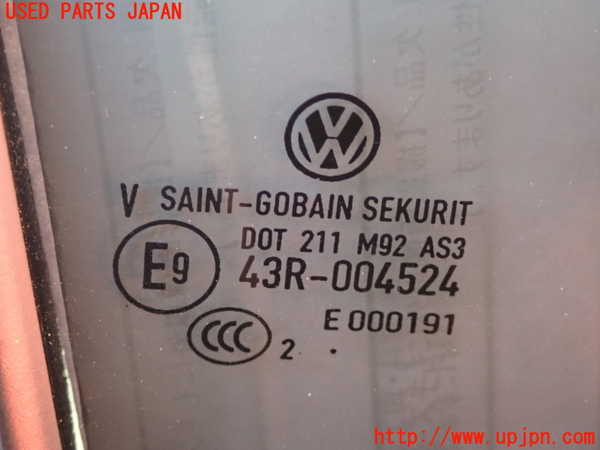 USED PARTS JAPAN
VW
V SAINT-GOBAIN SEKURIT
DOT 211 M92 AS3
E9 43R-004524
E 000191
CCC 2 .
http://www.upjpn.com/